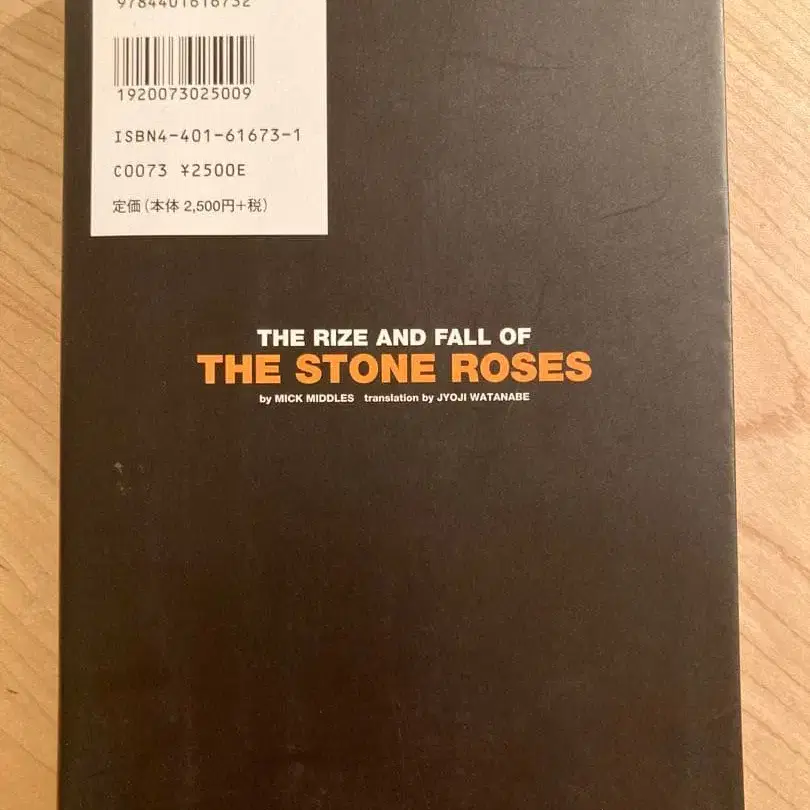 9784401616732
1920073025009
ISBN4-401-61673-1
C0073 ¥2500E
定価（本体 2,500円+税）
THE RIZE AND FALL OF
THE STONE ROSES
by MICK MIDDLES translation by JYOJI WATANABE